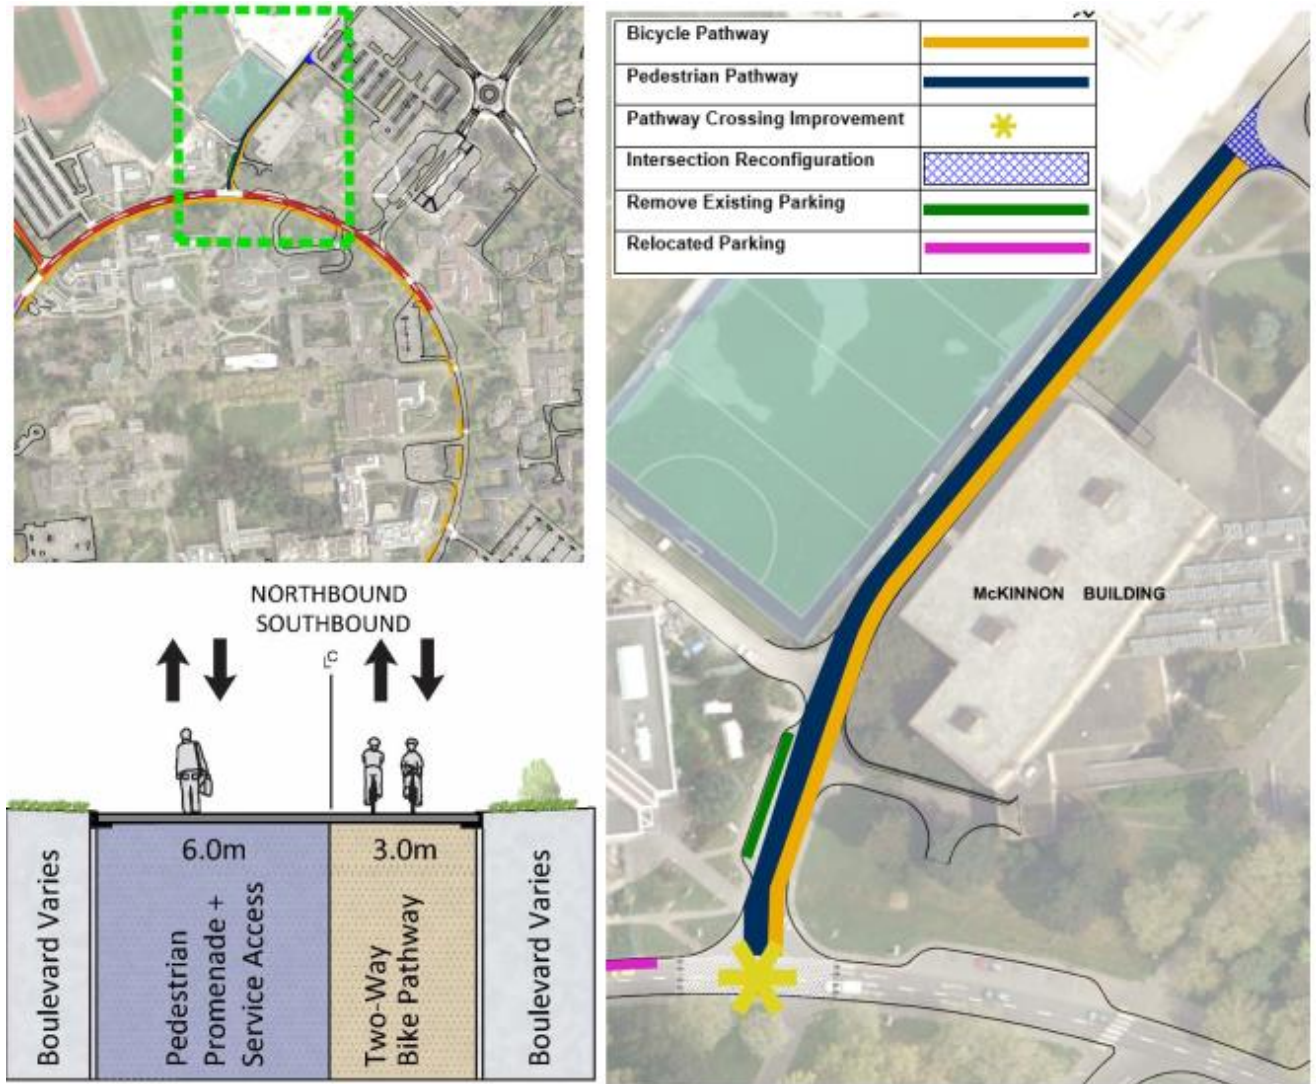 Bicycle Pathway
Pedestrian Pathway
Pathway Crossing Improvement
Intersection Reconfiguration
Remove Existing Parking
Relocated Parking
McKINNON BUILDING
NORTHBOUND
SOUTHBOUND
6.0m
3.0m
Boulevard Varies
Pedestrian
Promenade +
Service Access
Two-Way
Bike Pathway
Boulevard Varies